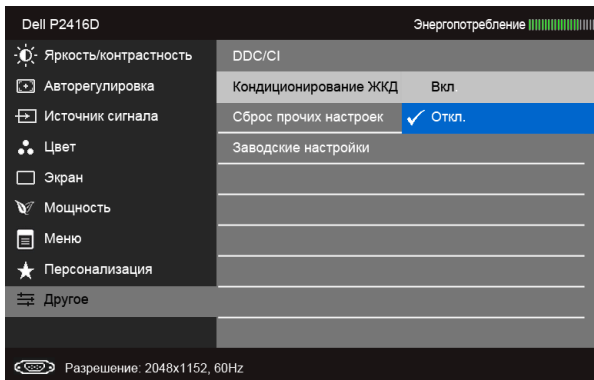 Dell P2416D
Энергопотребление
Яркость/контрастность
DDC/CI
Авторегулировка
Кондиционирование ЖКД
Вкл.
Источник сигнала
Сброс прочих настроек
Откл.
Цвет
Заводские настройки
Экран
Мощность
Меню
Персонализация
Другое
Разрешение: 2048x1152, 60Hz